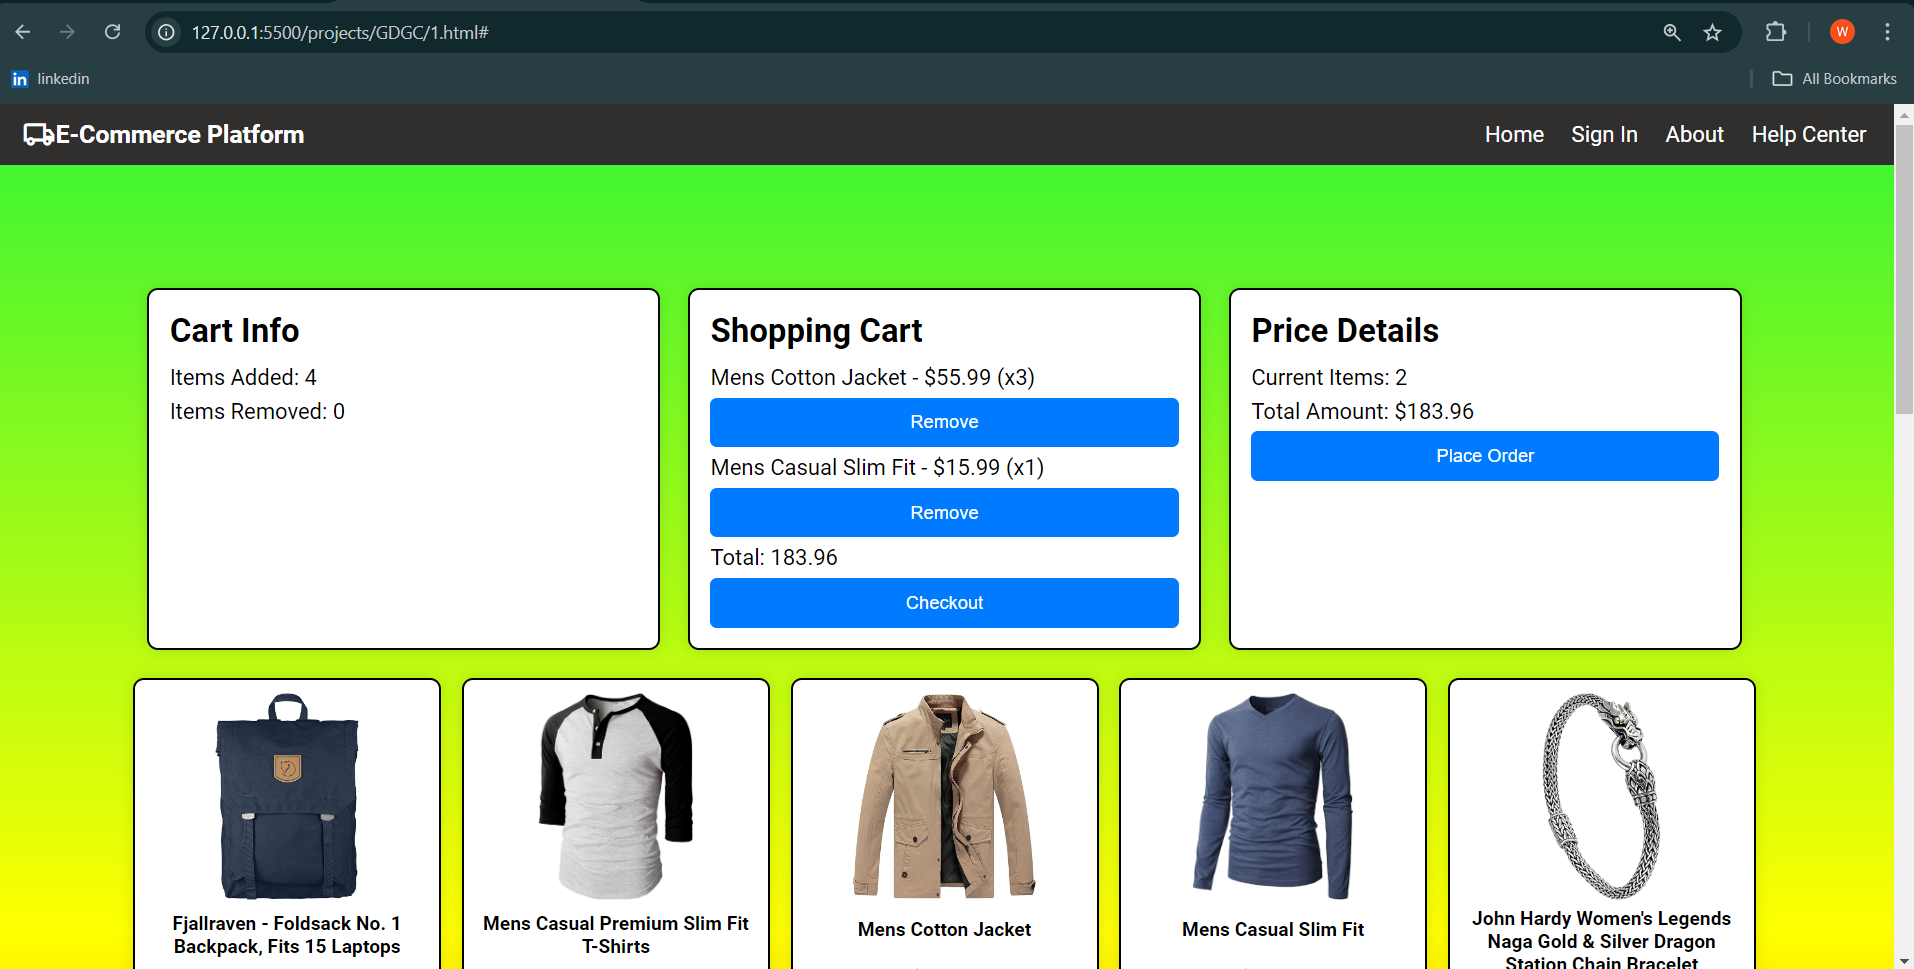 127.0.0.1:5500/projects/GDGC/1.html#
W
in linkedin
All Bookmarks
E-Commerce Platform
Home Sign In About Help Center
Cart Info
Items Added: 4
Items Removed: 0
Shopping Cart
Mens Cotton Jacket - $55.99 (x3)
Remove
Mens Casual Slim Fit - $15.99 (x1)
Remove
Total: 183.96
Checkout
Price Details
Current Items: 2
Total Amount: $183.96
Place Order
Fjallraven - Foldsack No. 1
Backpack, Fits 15 Laptops
Mens Casual Premium Slim Fit
T-Shirts
Mens Cotton Jacket
Mens Casual Slim Fit
John Hardy Women's Legends
Naga Gold & Silver Dragon
Station Chain Bracelet